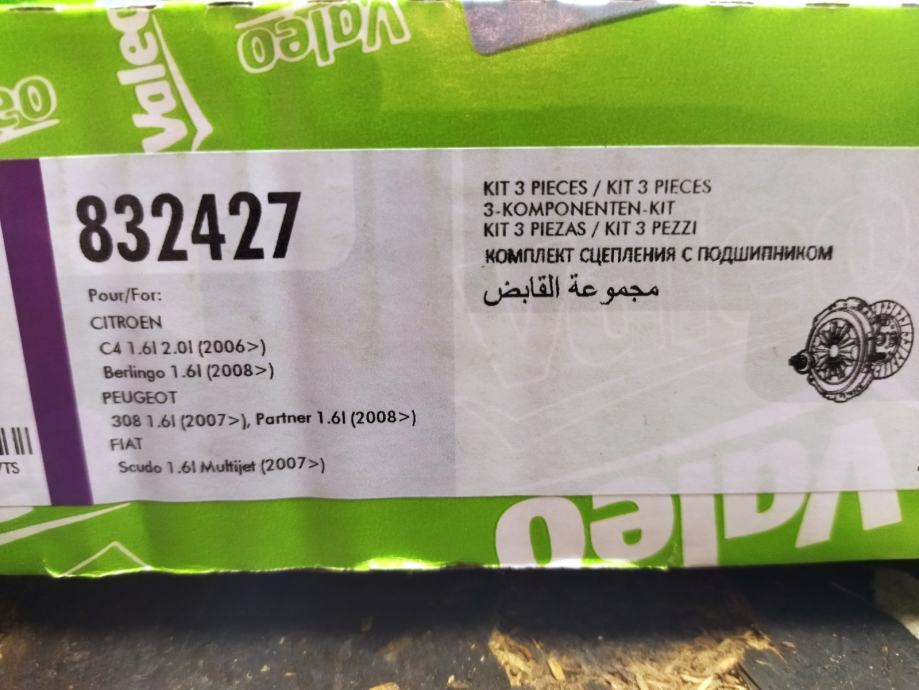 Valeo
Valeo
eo
832427
Pour/For:
CITROEN
C4 1.6l 2.0l (2006>)
Berlingo 1.6l (2008>)
PEUGEOT
308 1.6l (2007>), Partner 1.6l (2008>)
FIAT
Scudo 1.6l Multijet (2007>)
KIT 3 PIECES / KIT 3 PIECES
3-KOMPONENTEN-KIT
KIT 3 PIEZAS / KIT 3 PEZZI
КОМПЛЕКТ СЦЕПЛЕНИЯ С ПОДШИПНИКОМ
مجموعة القابض
/TS
Valeo